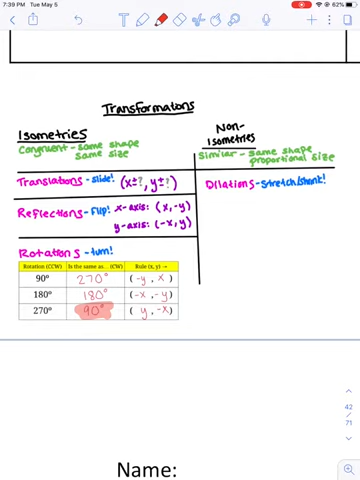 7:39 PM Tue May 5
62%
Transformatons
Isometries
Congruent - same shape
same size
Translations - slide! (x±?, y±?)
Reflections - flip! x-axis: (x, -y)
y-axis: (-x, y)
Rotations - turn!
Rotation (CCW) Is the same as... (CW) Rule (x, y) →
90° 270° (-y, x)
180° 180° (-x, -y)
270° 90° (y, -x)
Non-
Isometries
Similar - same shape
proportional size
Dilations - stretch/shrink!
42
71
Name: